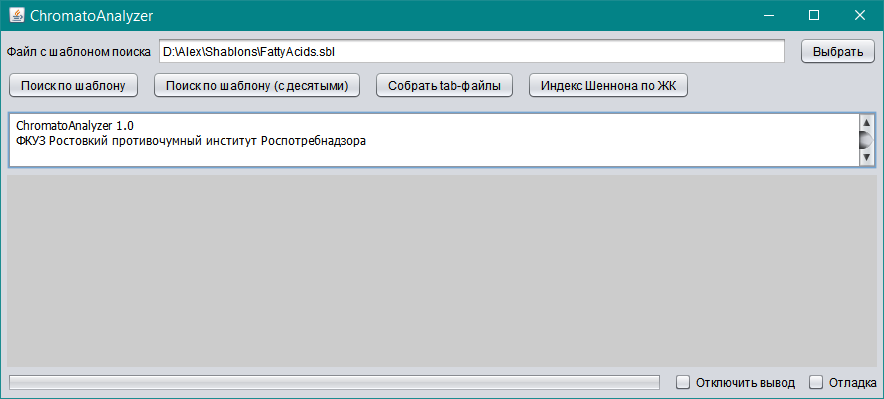 ChromatoAnalyzer
Файл с шаблоном поиска D:\Alex\Shablons\FattyAcids.sbl Выбрать
Поиск по шаблону Поиск по шаблону (с десятыми) Собрать tab-файлы Индекс Шеннона по ЖК
ChromatoAnalyzer 1.0
ФКУЗ Ростовкий противочумный институт Роспотребнадзора
Отключить вывод Отладка